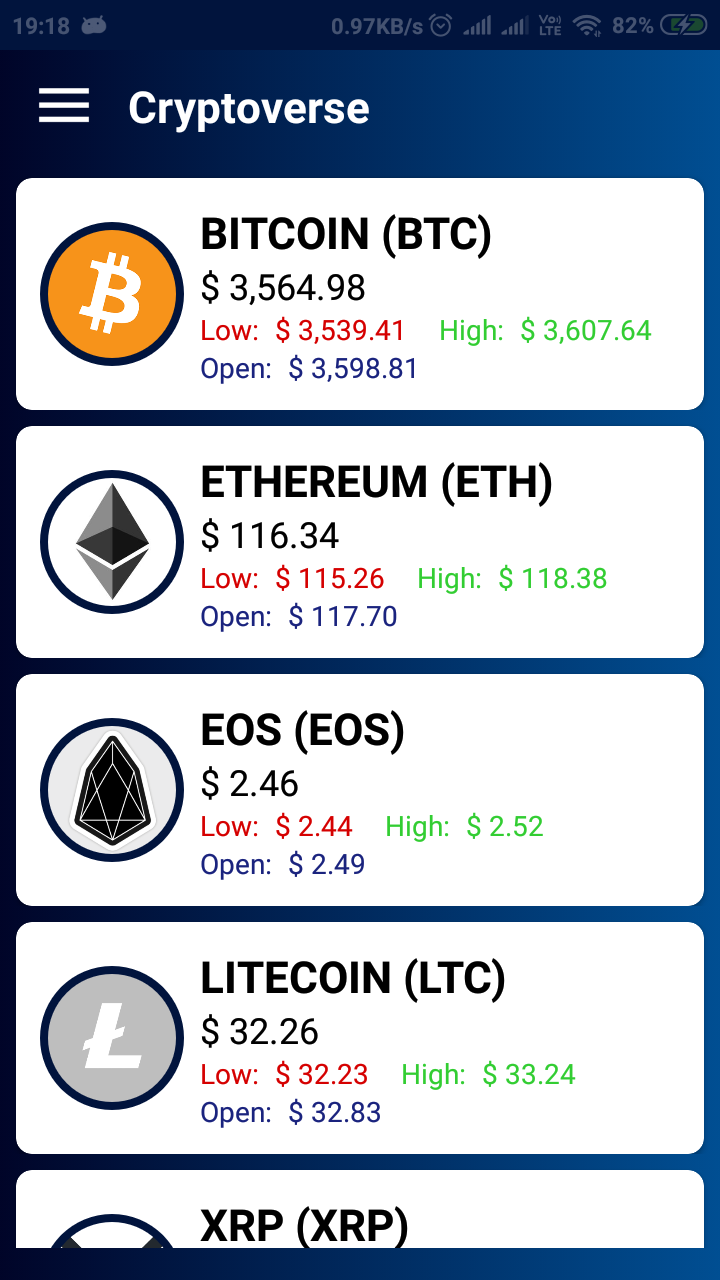 19:18 0.97KB/s Vo) LTE 82%
Cryptoverse
BITCOIN (BTC)
$ 3,564.98
Low: $ 3,539.41 High: $ 3,607.64
Open: $ 3,598.81
ETHEREUM (ETH)
$ 116.34
Low: $ 115.26 High: $ 118.38
Open: $ 117.70
EOS (EOS)
$ 2.46
Low: $ 2.44 High: $ 2.52
Open: $ 2.49
LITECOIN (LTC)
$ 32.26
Low: $ 32.23 High: $ 33.24
Open: $ 32.83
XRP (XRP)